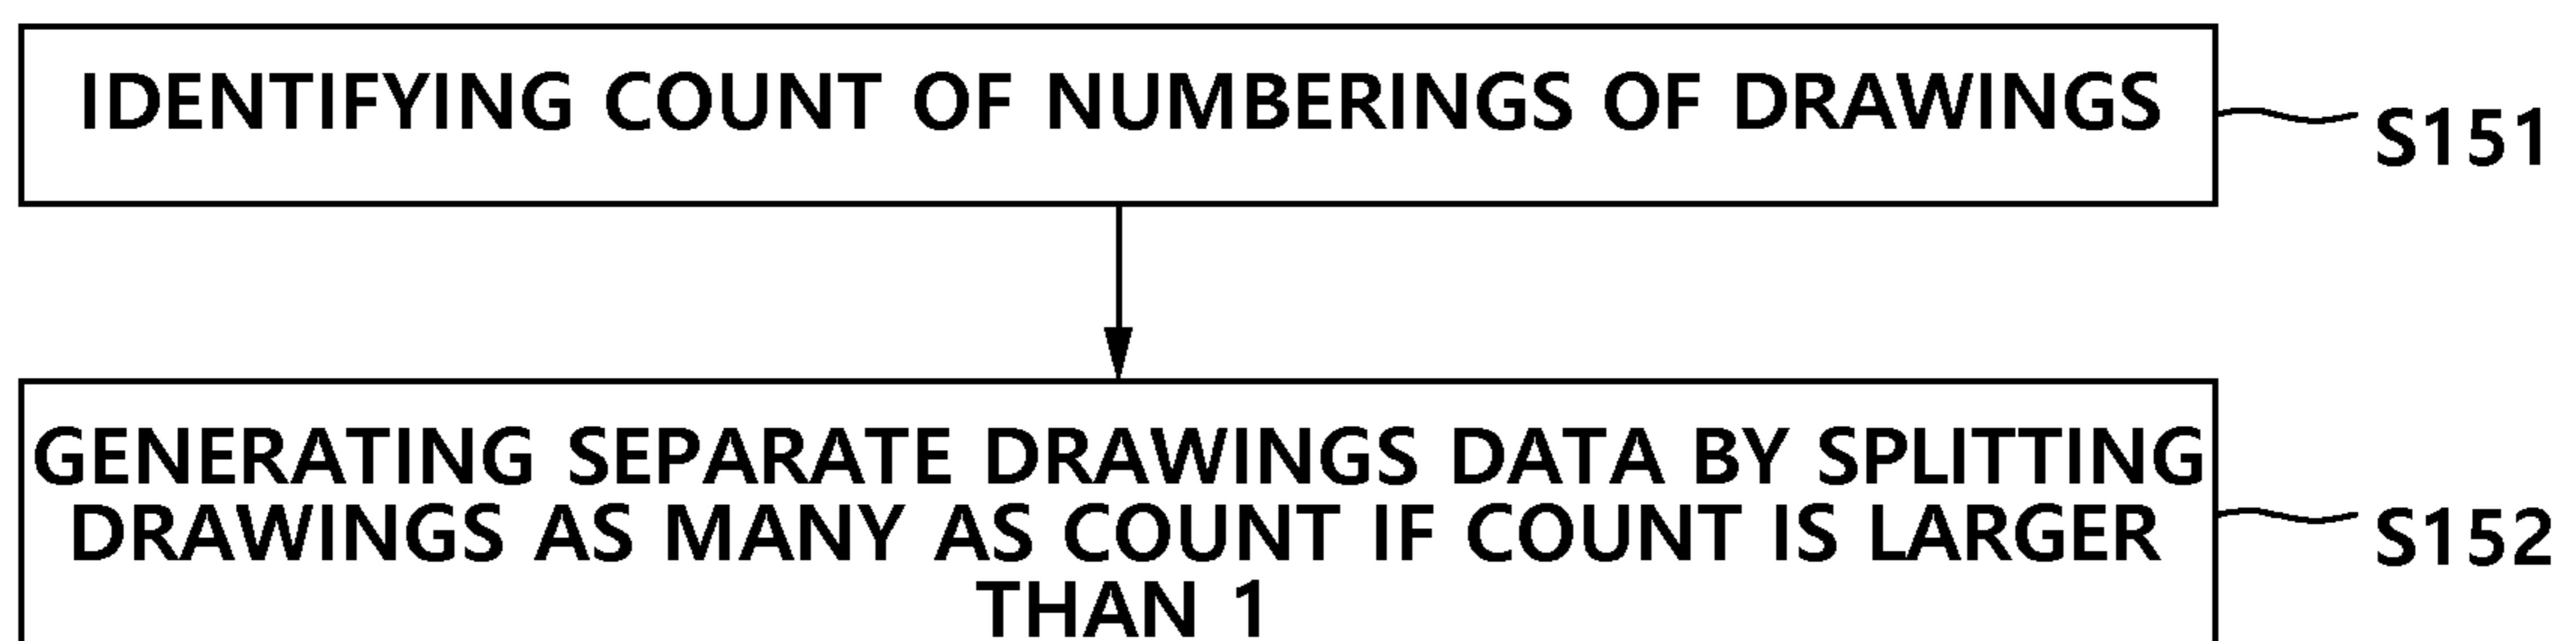 IDENTIFYING COUNT OF NUMBERINGS OF DRAWINGS
S151
GENERATING SEPARATE DRAWINGS DATA BY SPLITTING
DRAWINGS AS MANY AS COUNT IF COUNT IS LARGER
THAN 1
S152